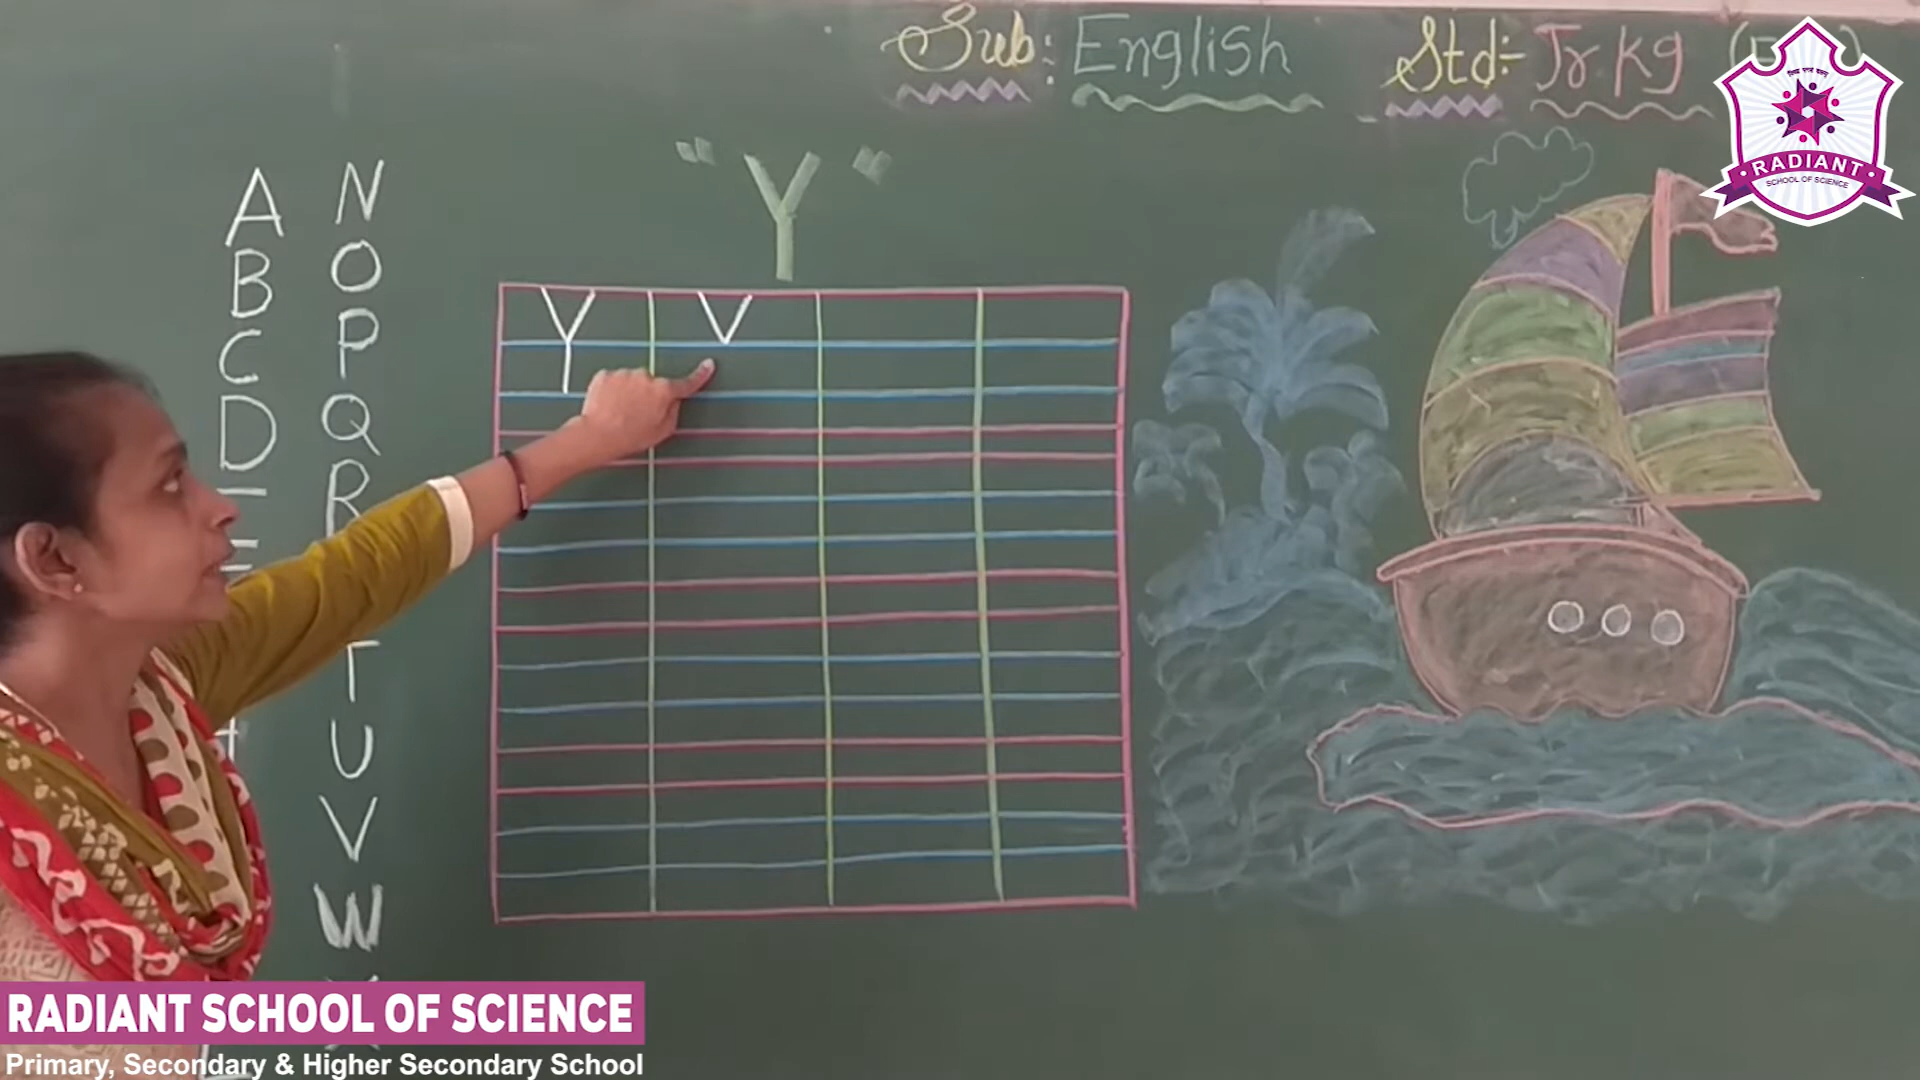 Sub: English Std:- Jr. Kg
RADIANT
SCHOOL OF SCIENCE
"Y"
A N
B O
C P
D Q
R
T
U
V
W
Y V
RADIANT SCHOOL OF SCIENCE
Primary, Secondary & Higher Secondary School